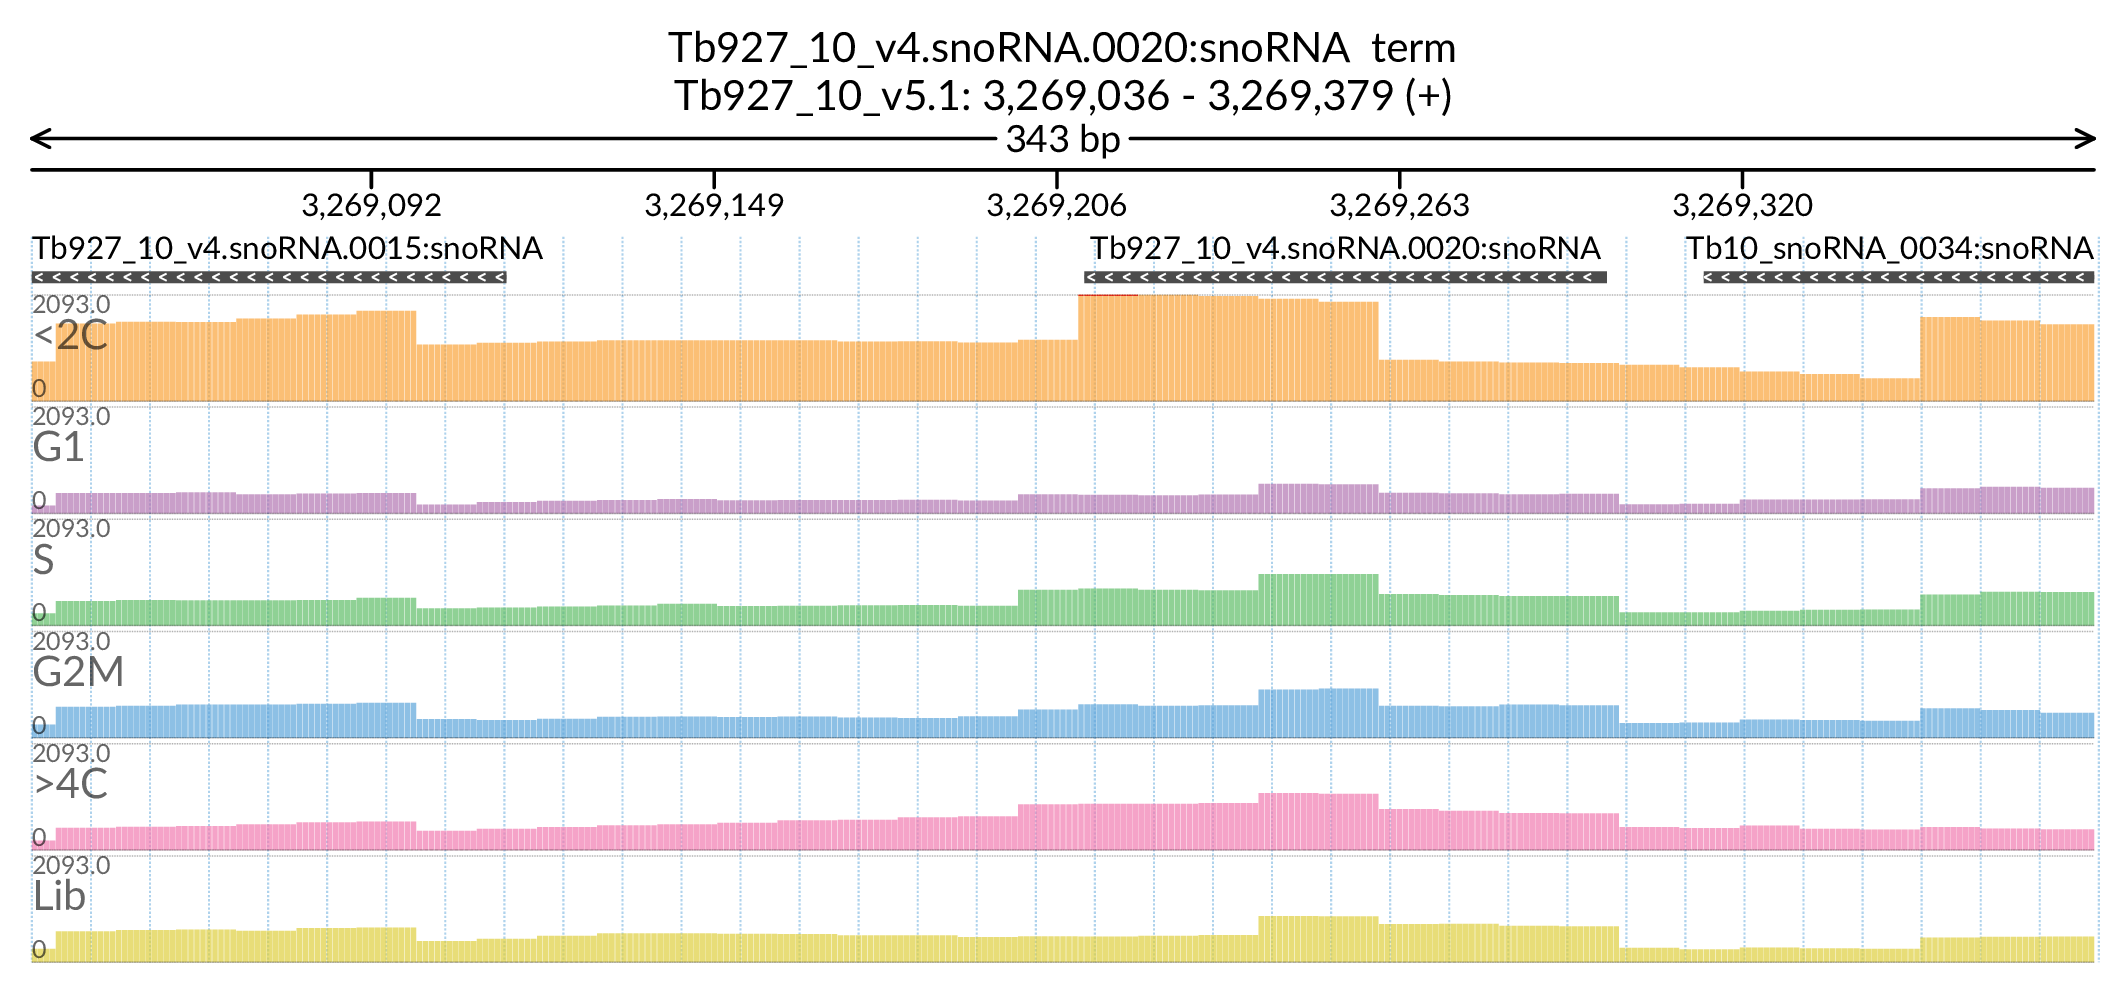 Tb927_10_v4.snoRNA.0020:snoRNA term
Tb927_10_v5.1: 3,269,036 - 3,269,379 (+)
343 bp
3,269,092 3,269,149 3,269,206 3,269,263 3,269,320
Tb927_10_v4.snoRNA.0015:snoRNA Tb927_10_v4.snoRNA.0020:snoRNA Tb10_snoRNA_0034:snoRNA
2093.0
<2C
0
2093.0
G1
0
2093.0
S
0
2093.0
G2M
0
2093.0
>4C
0
2093.0
Lib
0